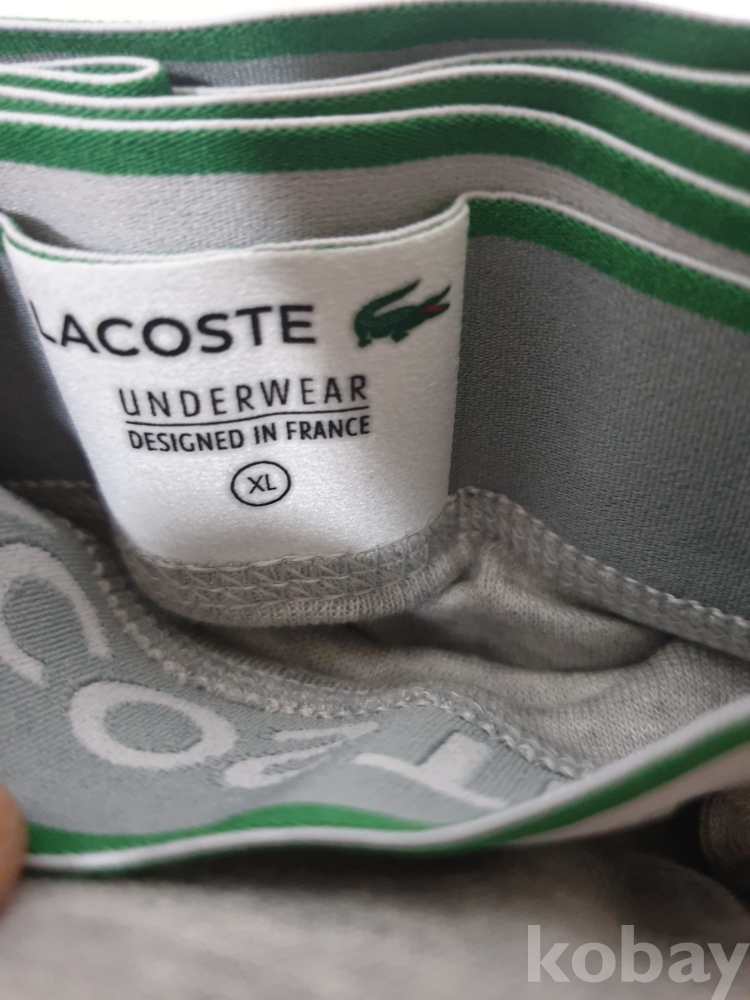 LACOSTE
UNDERWEAR
DESIGNED IN FRANCE
XL
kobay